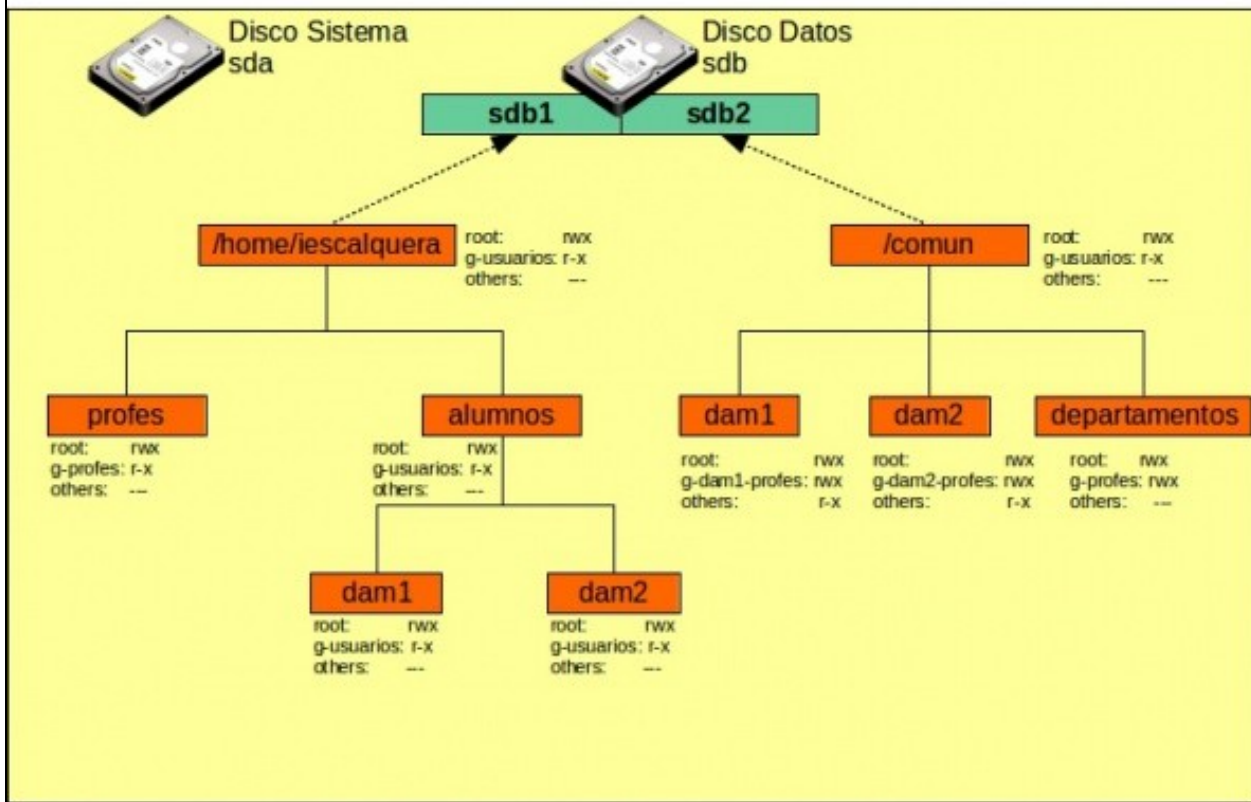 Disco Sistema
sda
Disco Datos
sdb
sdb1
sdb2
/home/iescalquera
root: rwx
g-usuarios: r-x
others: ---
/comun
root: rwx
g-usuarios: r-x
others: ---
profes
root: rwx
g-profes: r-x
others: ---
alumnos
root: rwx
g-usuarios: r-x
others: ---
dam1
root: rwx
g-dam1-profes: rwx
others: r-x
dam2
root: rwx
g-dam2-profes: rwx
others: r-x
departamentos
root: rwx
g-profes: rwx
others: ---
dam1
root: rwx
g-usuarios: r-x
others: ---
dam2
root: rwx
g-usuarios: r-x
others: ---